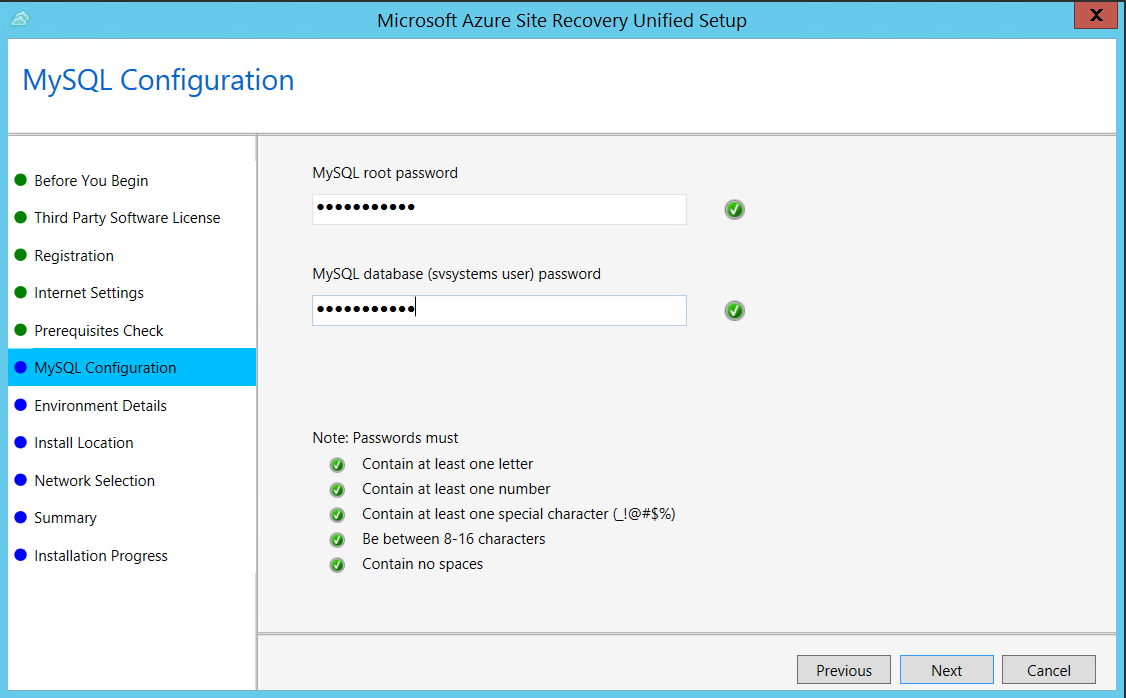 Microsoft Azure Site Recovery Unified Setup
X
MySQL Configuration
Before You Begin
Third Party Software License
Registration
Internet Settings
Prerequisites Check
MySQL Configuration
Environment Details
Install Location
Network Selection
Summary
Installation Progress
MySQL root password
●●●●●●●●●●●
MySQL database (svsystems user) password
●●●●●●●●●●●
Note: Passwords must
Contain at least one letter
Contain at least one number
Contain at least one special character (_!@#$%)
Be between 8-16 characters
Contain no spaces
Previous
Next
Cancel